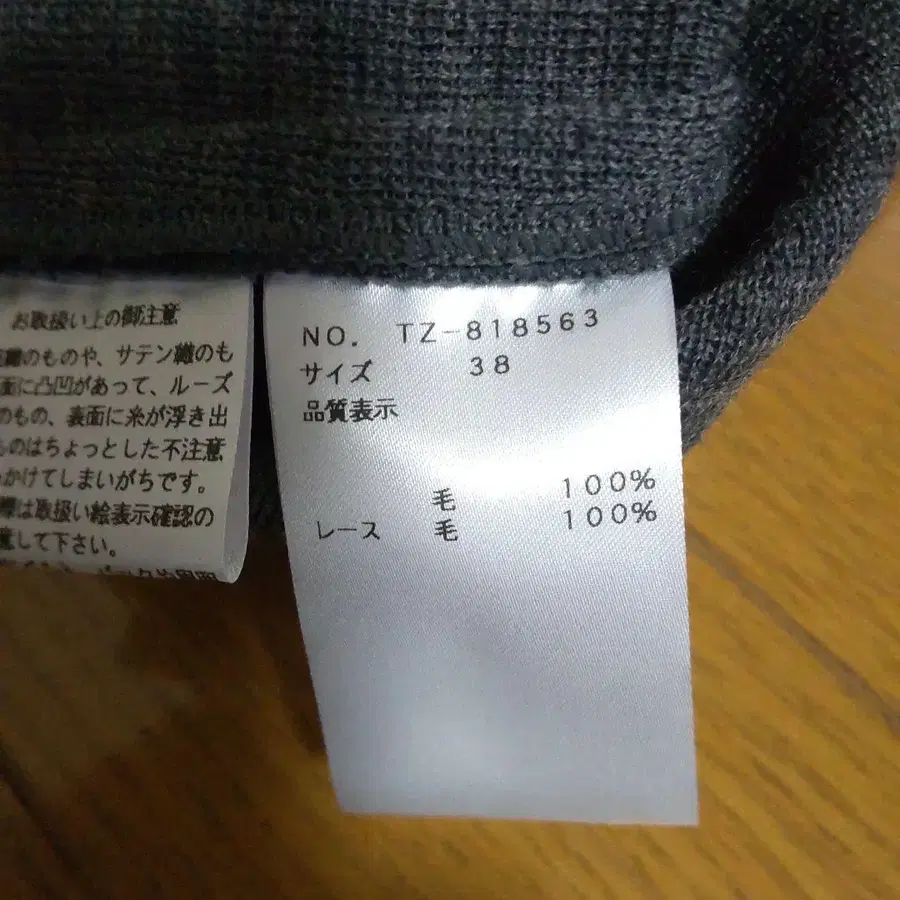 お取扱い上の御注意
織のものや、サテン織のも
面に凸凹があって、ルーズ
のもの、表面に糸が浮き出
ものはちょっとした不注意
かけてしまいがちです。
際は取扱い絵表示確認の
意して下さい。
NO. TZ-818563
サイズ 38
品質表示
毛 100%
レース 毛 100%